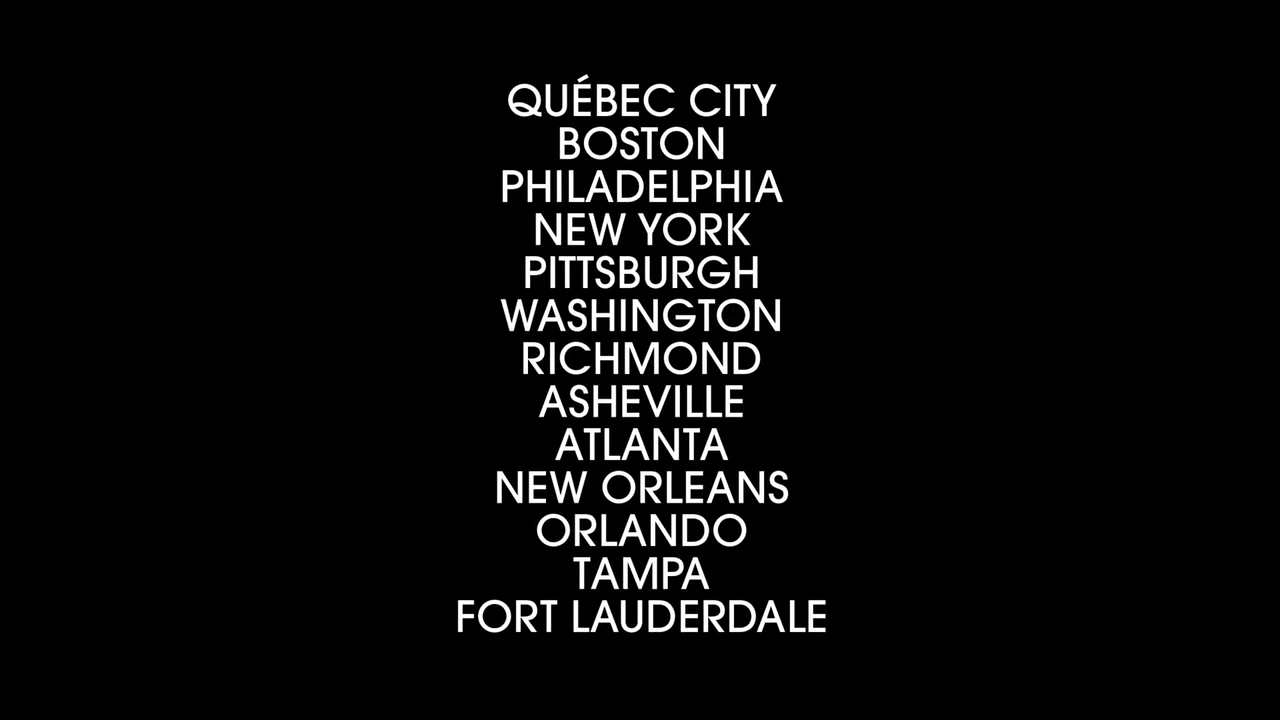 QUÉBEC CITY
BOSTON
PHILADELPHIA
NEW YORK
PITTSBURGH
WASHINGTON
RICHMOND
ASHEVILLE
ATLANTA
NEW ORLEANS
ORLANDO
TAMPA
FORT LAUDERDALE